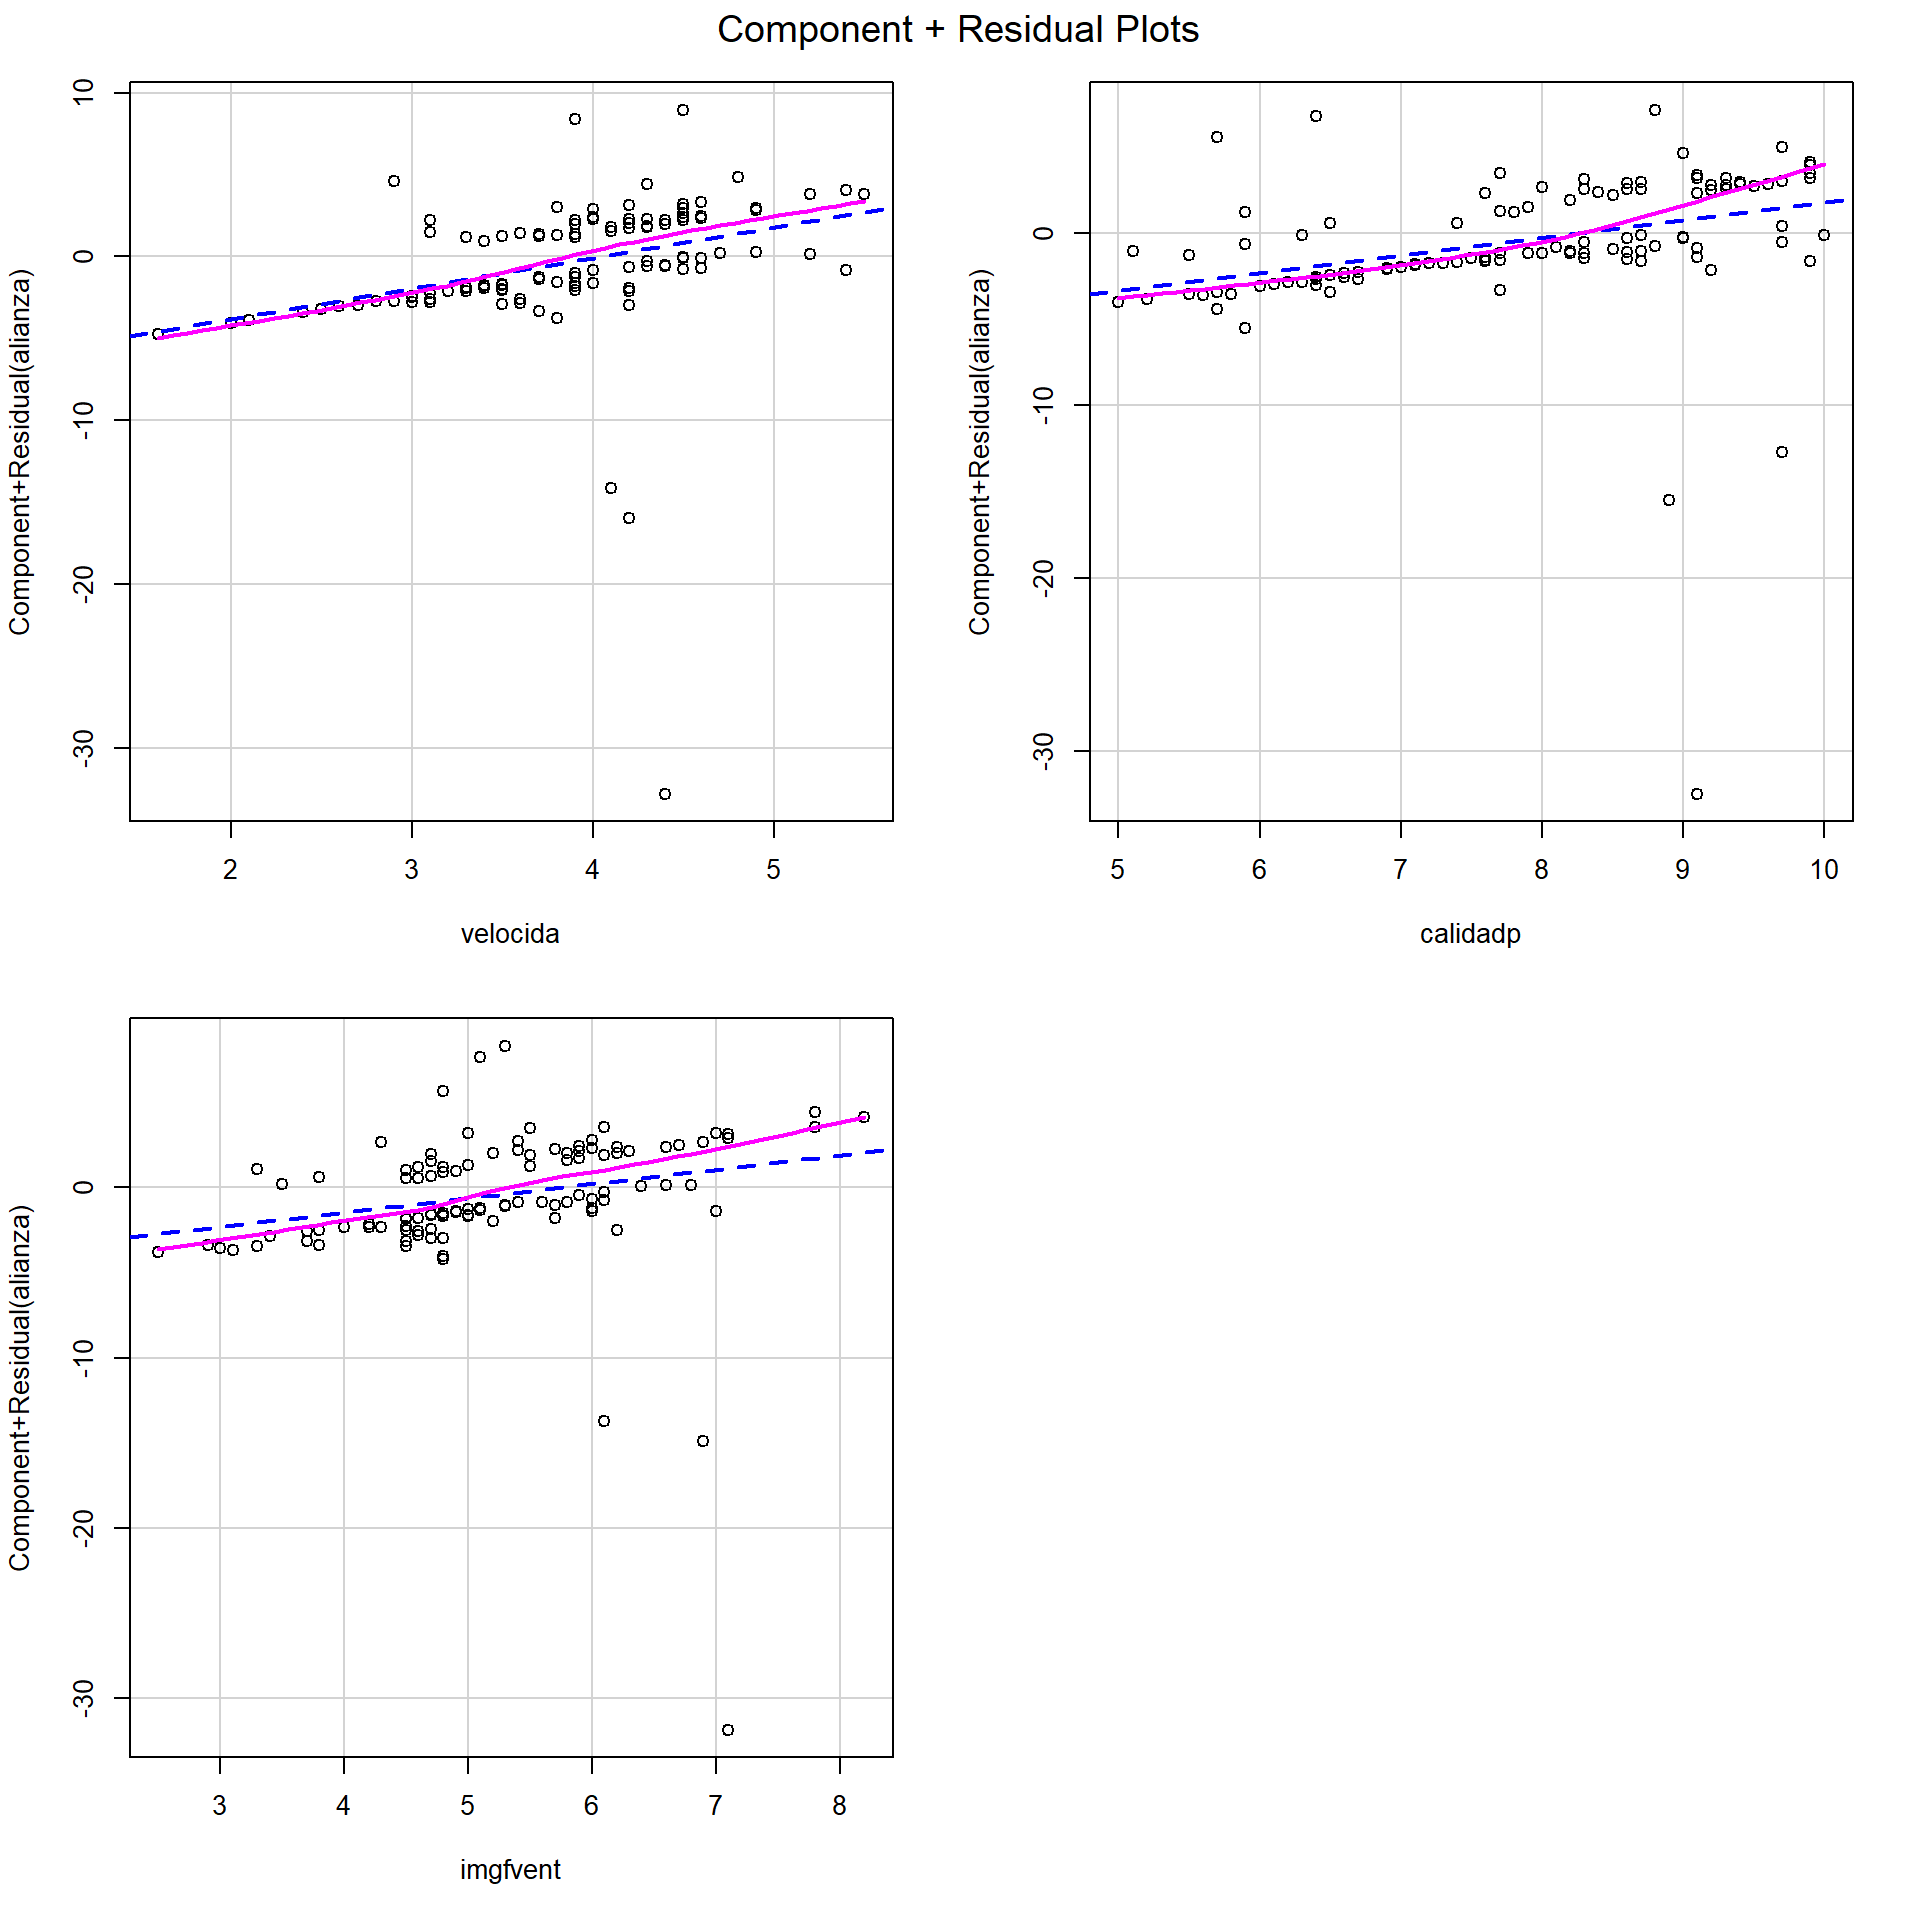 Component + Residual Plots
Component+Residual(alianza)
10
0
-10
-20
-30
2 3 4 5
velocida
Component+Residual(alianza)
0
-10
-20
-30
5 6 7 8 9 10
calidadp
Component+Residual(alianza)
0
-10
-20
-30
3 4 5 6 7 8
imgfvent